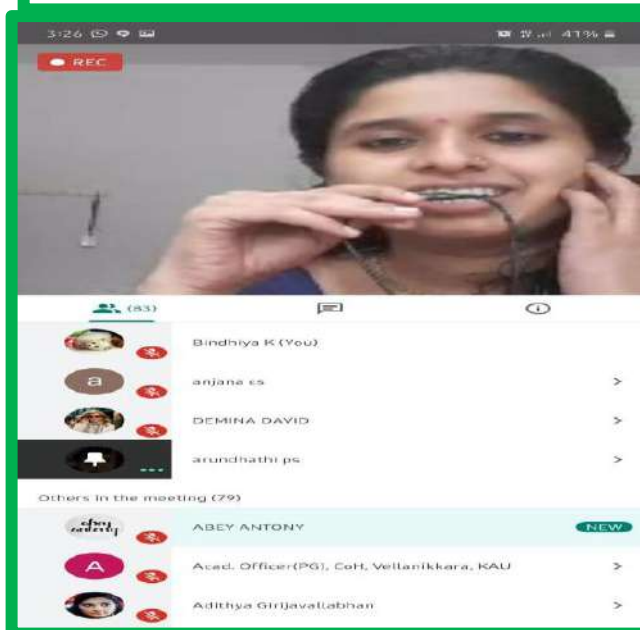 3:26 41%
REC
(83)
Bindhiya K (You)
a anjana cs
DEMINA DAVID
arundhathi ps
Others in the meeting (79)
ABEY ANTONY NEW
A Acad. Officer(PG), CoH, Vellanikkara, KAU
Adithya Girijavallabhan